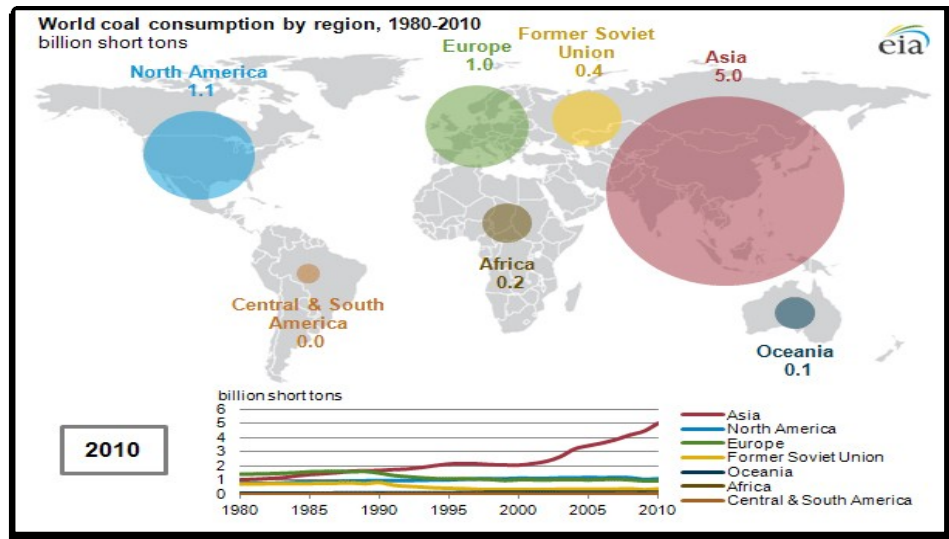 World coal consumption by region, 1980-2010
billion short tons
eia
North America
1.1
Europe
1.0
Former Soviet
Union
0.4
Asia
5.0
Africa
0.2
Central & South
America
0.0
Oceania
0.1
2010
billion short tons
6
5
4
3
2
1
0
1980 1985 1990 1995 2000 2005 2010
Asia
North America
Europe
Former Soviet Union
Oceania
Africa
Central & South America